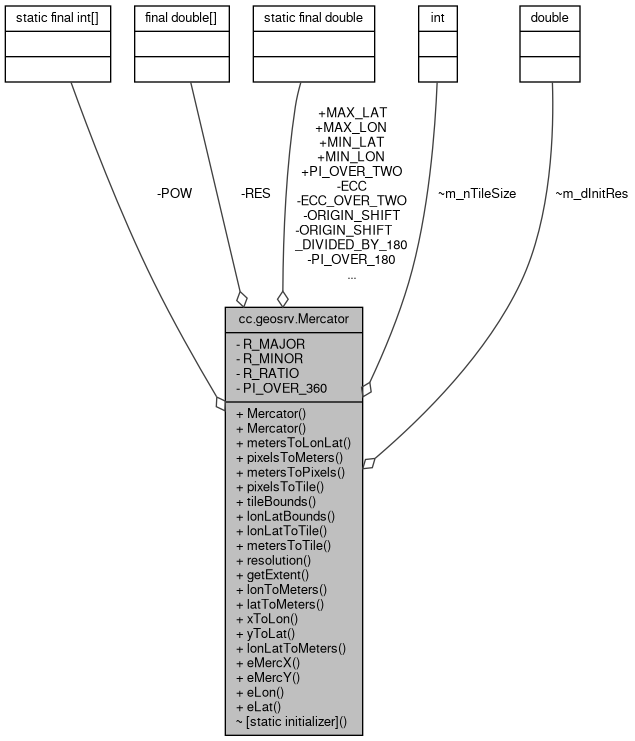 static final int[]
final double[]
static final double
int
double
+MAX_LAT
+MAX_LON
+MIN_LAT
+MIN_LON
+PI_OVER_TWO
-ECC
-ECC_OVER_TWO
-ORIGIN_SHIFT
-ORIGIN_SHIFT
_DIVIDED_BY_180
-PI_OVER_180
...
-POW
-RES
~m_nTileSize
~m_dInitRes
cc.geosrv.Mercator
- R_MAJOR
- R_MINOR
- R_RATIO
- PI_OVER_360
+ Mercator()
+ Mercator()
+ metersToLonLat()
+ pixelsToMeters()
+ metersToPixels()
+ pixelsToTile()
+ tileBounds()
+ lonLatBounds()
+ lonLatToTile()
+ metersToTile()
+ resolution()
+ getExtent()
+ lonToMeters()
+ latToMeters()
+ xToLon()
+ yToLat()
+ lonLatToMeters()
+ eMercX()
+ eMercY()
+ eLon()
+ eLat()
~ [static initializer]()